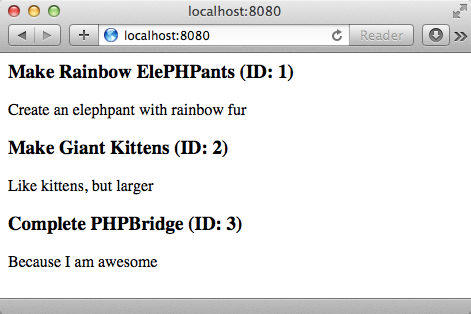 localhost:8080
localhost:8080
Reader
Make Rainbow ElePHPants (ID: 1)
Create an elephpant with rainbow fur
Make Giant Kittens (ID: 2)
Like kittens, but larger
Complete PHPBridge (ID: 3)
Because I am awesome